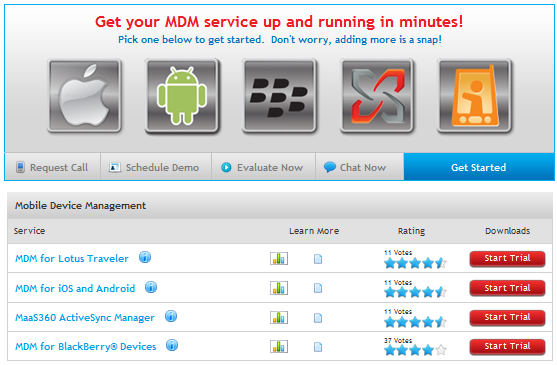 Get your MDM service up and running in minutes!
Pick one below to get started. Don't worry, adding more is a snap!
Request Call Schedule Demo Evaluate Now Chat Now Get Started
Mobile Device Management
Service Learn More Rating Downloads
MDM for Lotus Traveler 11 Votes Start Trial
MDM for iOS and Android 11 Votes Start Trial
MaaS360 ActiveSync Manager 11 Votes Start Trial
MDM for BlackBerry® Devices 37 Votes Start Trial